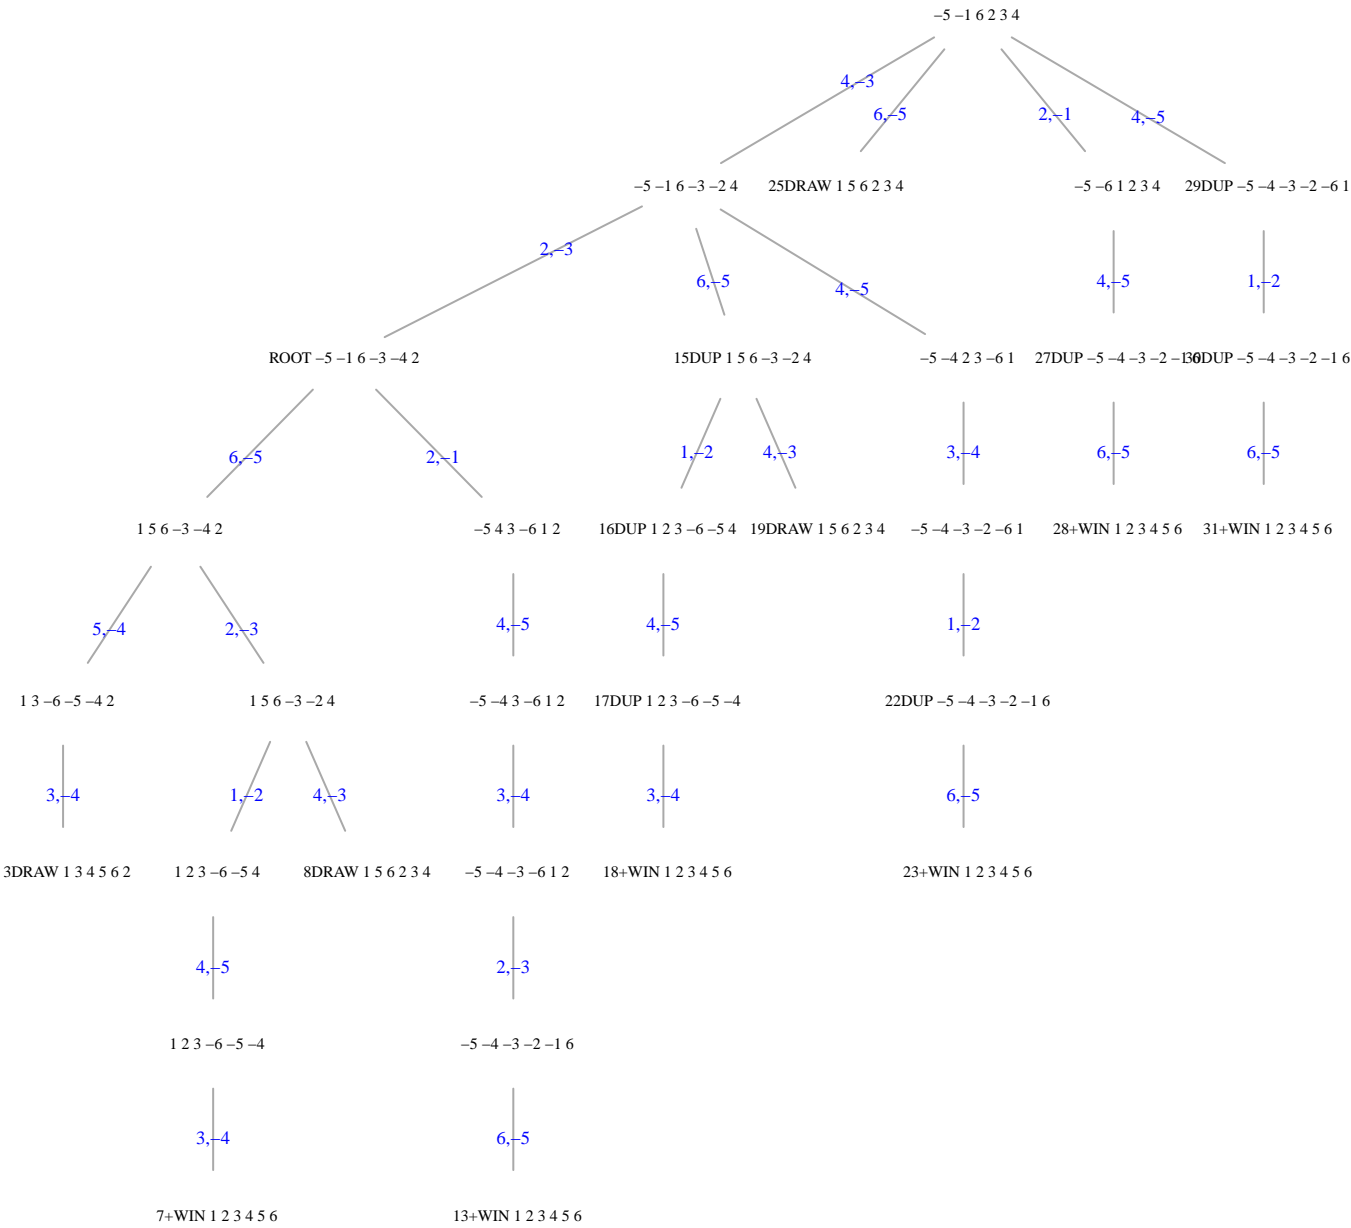 −5 −1 6 2 3 4
4,−3
6,−5
2,−1
4,−5
−5 −1 6 −3 −2 4
25DRAW 1 5 6 2 3 4
−5 −6 1 2 3 4
29DUP −5 −4 −3 −2 −6 1
2,−3
6,−5
4,−5
4,−5
1,−2
ROOT −5 −1 6 −3 −4 2
15DUP 1 5 6 −3 −2 4
−5 −4 2 3 −6 1
27DUP −5 −4 −3 −2 −1 6
30DUP −5 −4 −3 −2 −1 6
6,−5
2,−1
1,−2
4,−3
3,−4
6,−5
6,−5
1 5 6 −3 −4 2
−5 4 3 −6 1 2
16DUP 1 2 3 −6 −5 4
19DRAW 1 5 6 2 3 4
−5 −4 −3 −2 −6 1
28+WIN 1 2 3 4 5 6
31+WIN 1 2 3 4 5 6
5,−4
2,−3
4,−5
4,−5
1,−2
1 3 −6 −5 −4 2
1 5 6 −3 −2 4
−5 −4 3 −6 1 2
17DUP 1 2 3 −6 −5 −4
22DUP −5 −4 −3 −2 −1 6
3,−4
1,−2
4,−3
3,−4
3,−4
6,−5
3DRAW 1 3 4 5 6 2
1 2 3 −6 −5 4
8DRAW 1 5 6 2 3 4
−5 −4 −3 −6 1 2
18+WIN 1 2 3 4 5 6
23+WIN 1 2 3 4 5 6
4,−5
2,−3
1 2 3 −6 −5 −4
−5 −4 −3 −2 −1 6
3,−4
6,−5
7+WIN 1 2 3 4 5 6
13+WIN 1 2 3 4 5 6